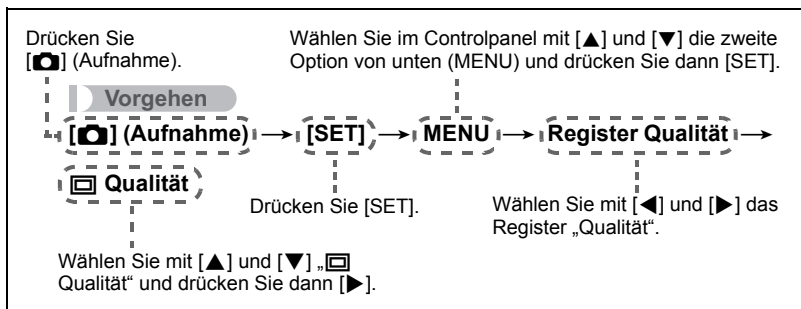 Drücken Sie
[📷] (Aufnahme).
Wählen Sie im Controlpanel mit [▲] und [▼] die zweite
Option von unten (MENU) und drücken Sie dann [SET].
Vorgehen
[📷] (Aufnahme) → [SET] → MENU → Register Qualität →
Qualität
Drücken Sie [SET].
Wählen Sie mit [◀] und [▶] das
Register „Qualität“.
Wählen Sie mit [▲] und [▼] „
Qualität“ und drücken Sie dann [▶].